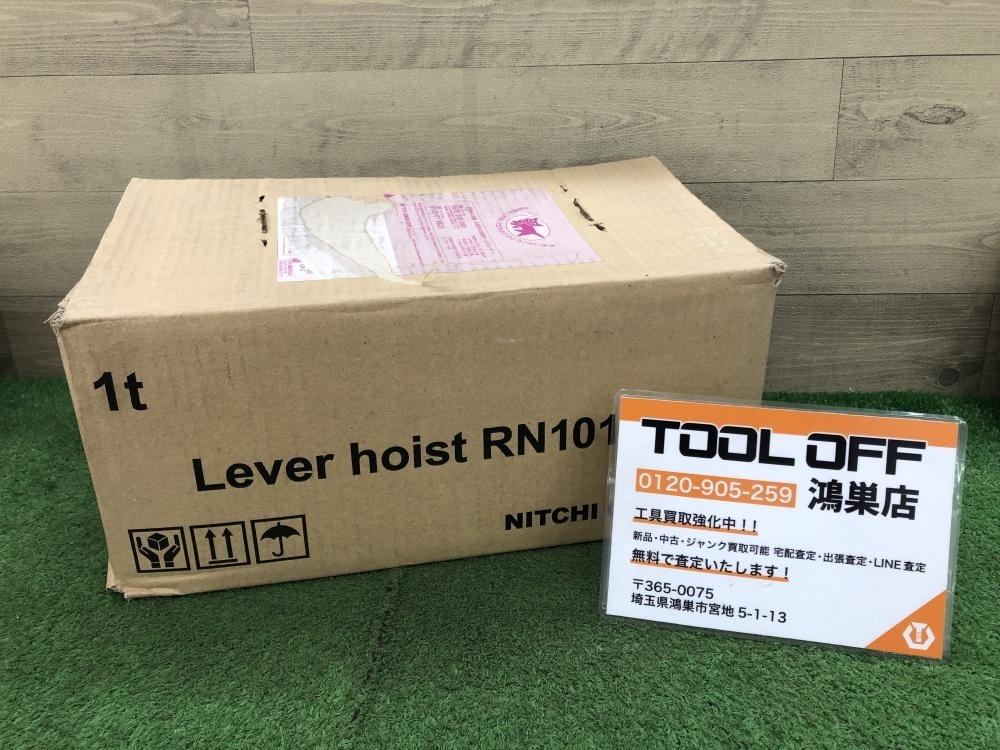 1t
Lever hoist RN101
NITCHI
TOOL OFF
0120-905-259 鴻巣店
工具買取強化中！！
新品・中古・ジャンク買取可能 宅配査定・出張査定・LINE査定
無料で査定いたします！
〒365-0075
埼玉県鴻巣市宮地 5-1-13